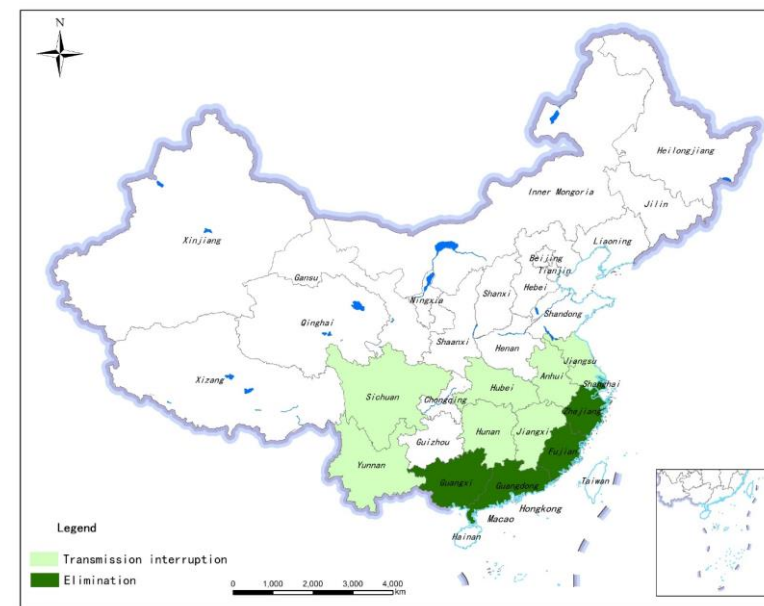 N
Heilongjiang
Inner Mongoria
Jilin
Liaoning
Xinjiang
Beijing
Tianjin
Gansu
Hebei
Ningxia
Shanxi
Shandong
Qinghai
Shaanxi
Henan
Jiangsu
Anhui
Xizang
Shanghai
Sichuan
Hubei
Chongqing
Zhejiang
Hunan
Jiangxi
Guizhou
Fujian
Yunnan
Taiwan
Guangxi
Guangdong
Hongkong
Macao
Hainan
Legend
Transmission interruption
Elimination
0 1,000 2,000 3,000 4,000
km